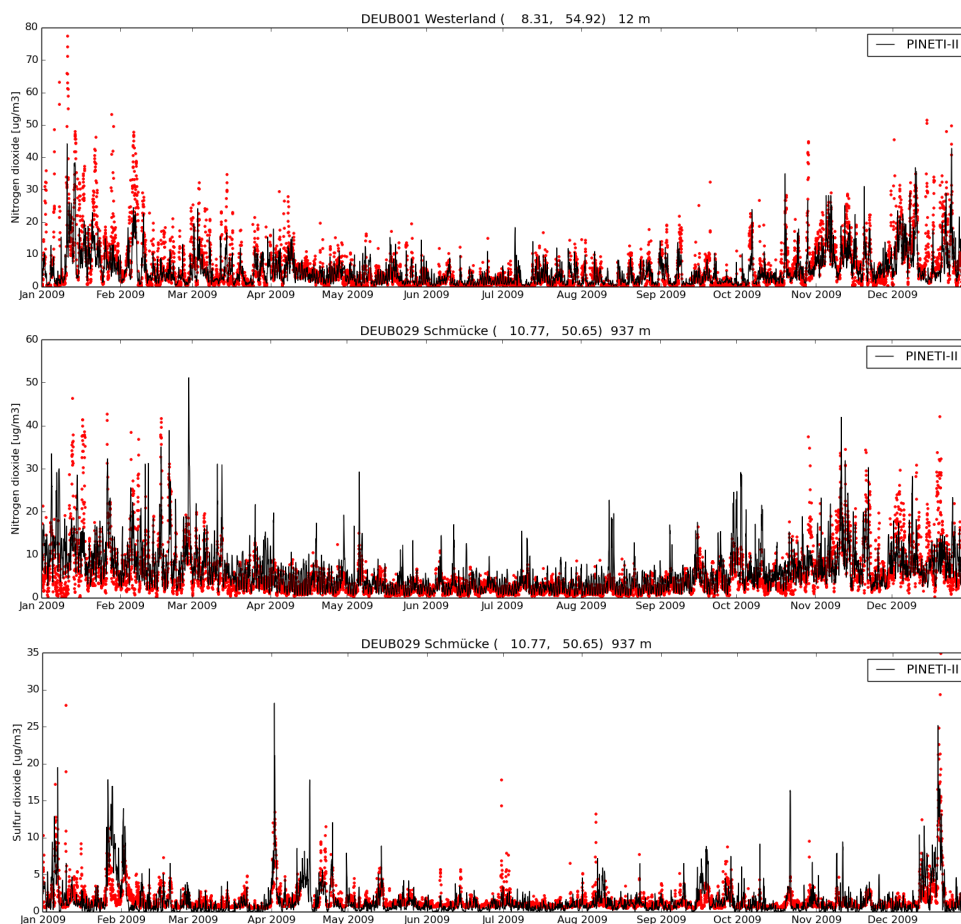 DEUB001 Westerland ( 8.31, 54.92) 12 m
PINETI-II
Nitrogen dioxide [ug/m3]
80
70
60
50
40
30
20
10
0
Jan 2009 Feb 2009 Mar 2009 Apr 2009 May 2009 Jun 2009 Jul 2009 Aug 2009 Sep 2009 Oct 2009 Nov 2009 Dec 2009
DEUB029 Schmücke ( 10.77, 50.65) 937 m
PINETI-II
Nitrogen dioxide [ug/m3]
60
50
40
30
20
10
0
Jan 2009 Feb 2009 Mar 2009 Apr 2009 May 2009 Jun 2009 Jul 2009 Aug 2009 Sep 2009 Oct 2009 Nov 2009 Dec 2009
DEUB029 Schmücke ( 10.77, 50.65) 937 m
PINETI-II
Sulfur dioxide [ug/m3]
35
30
25
20
15
10
5
0
Jan 2009 Feb 2009 Mar 2009 Apr 2009 May 2009 Jun 2009 Jul 2009 Aug 2009 Sep 2009 Oct 2009 Nov 2009 Dec 2009